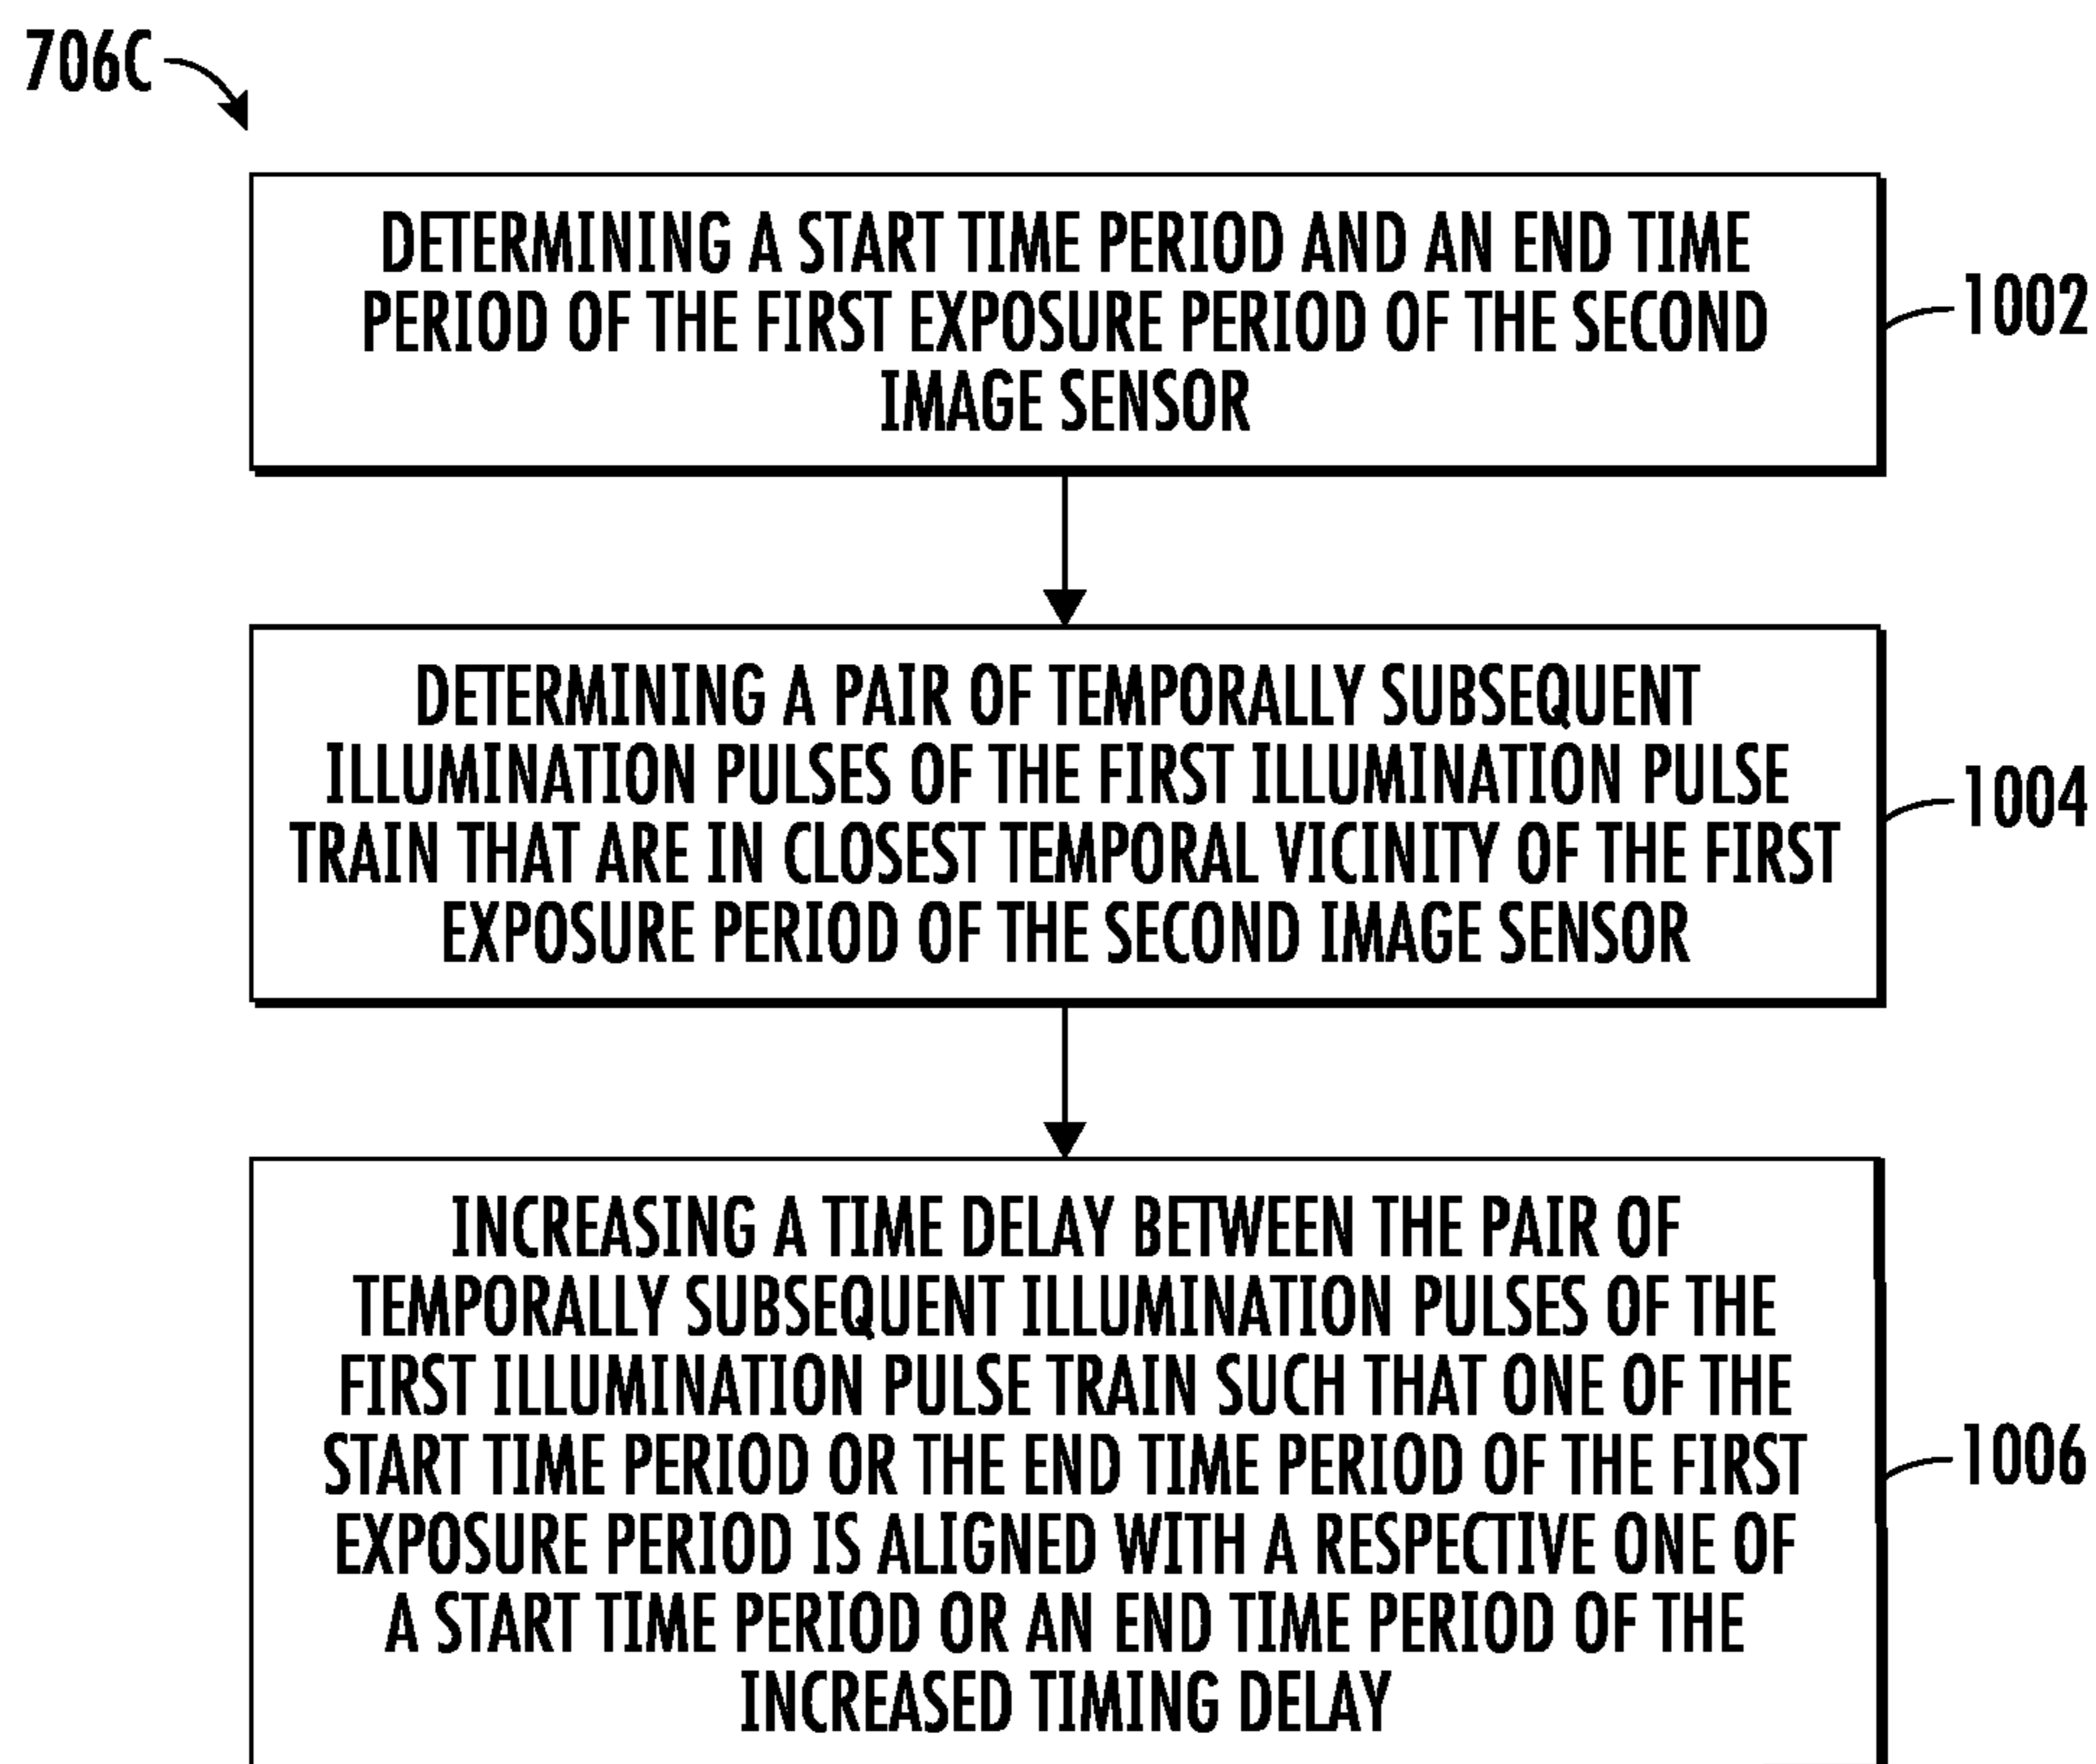 706C
DETERMINING A START TIME PERIOD AND AN END TIME
PERIOD OF THE FIRST EXPOSURE PERIOD OF THE SECOND
IMAGE SENSOR
1002
DETERMINING A PAIR OF TEMPORALLY SUBSEQUENT
ILLUMINATION PULSES OF THE FIRST ILLUMINATION PULSE
TRAIN THAT ARE IN CLOSEST TEMPORAL VICINITY OF THE FIRST
EXPOSURE PERIOD OF THE SECOND IMAGE SENSOR
1004
INCREASING A TIME DELAY BETWEEN THE PAIR OF
TEMPORALLY SUBSEQUENT ILLUMINATION PULSES OF THE
FIRST ILLUMINATION PULSE TRAIN SUCH THAT ONE OF THE
START TIME PERIOD OR THE END TIME PERIOD OF THE FIRST
EXPOSURE PERIOD IS ALIGNED WITH A RESPECTIVE ONE OF
A START TIME PERIOD OR AN END TIME PERIOD OF THE
INCREASED TIMING DELAY
1006